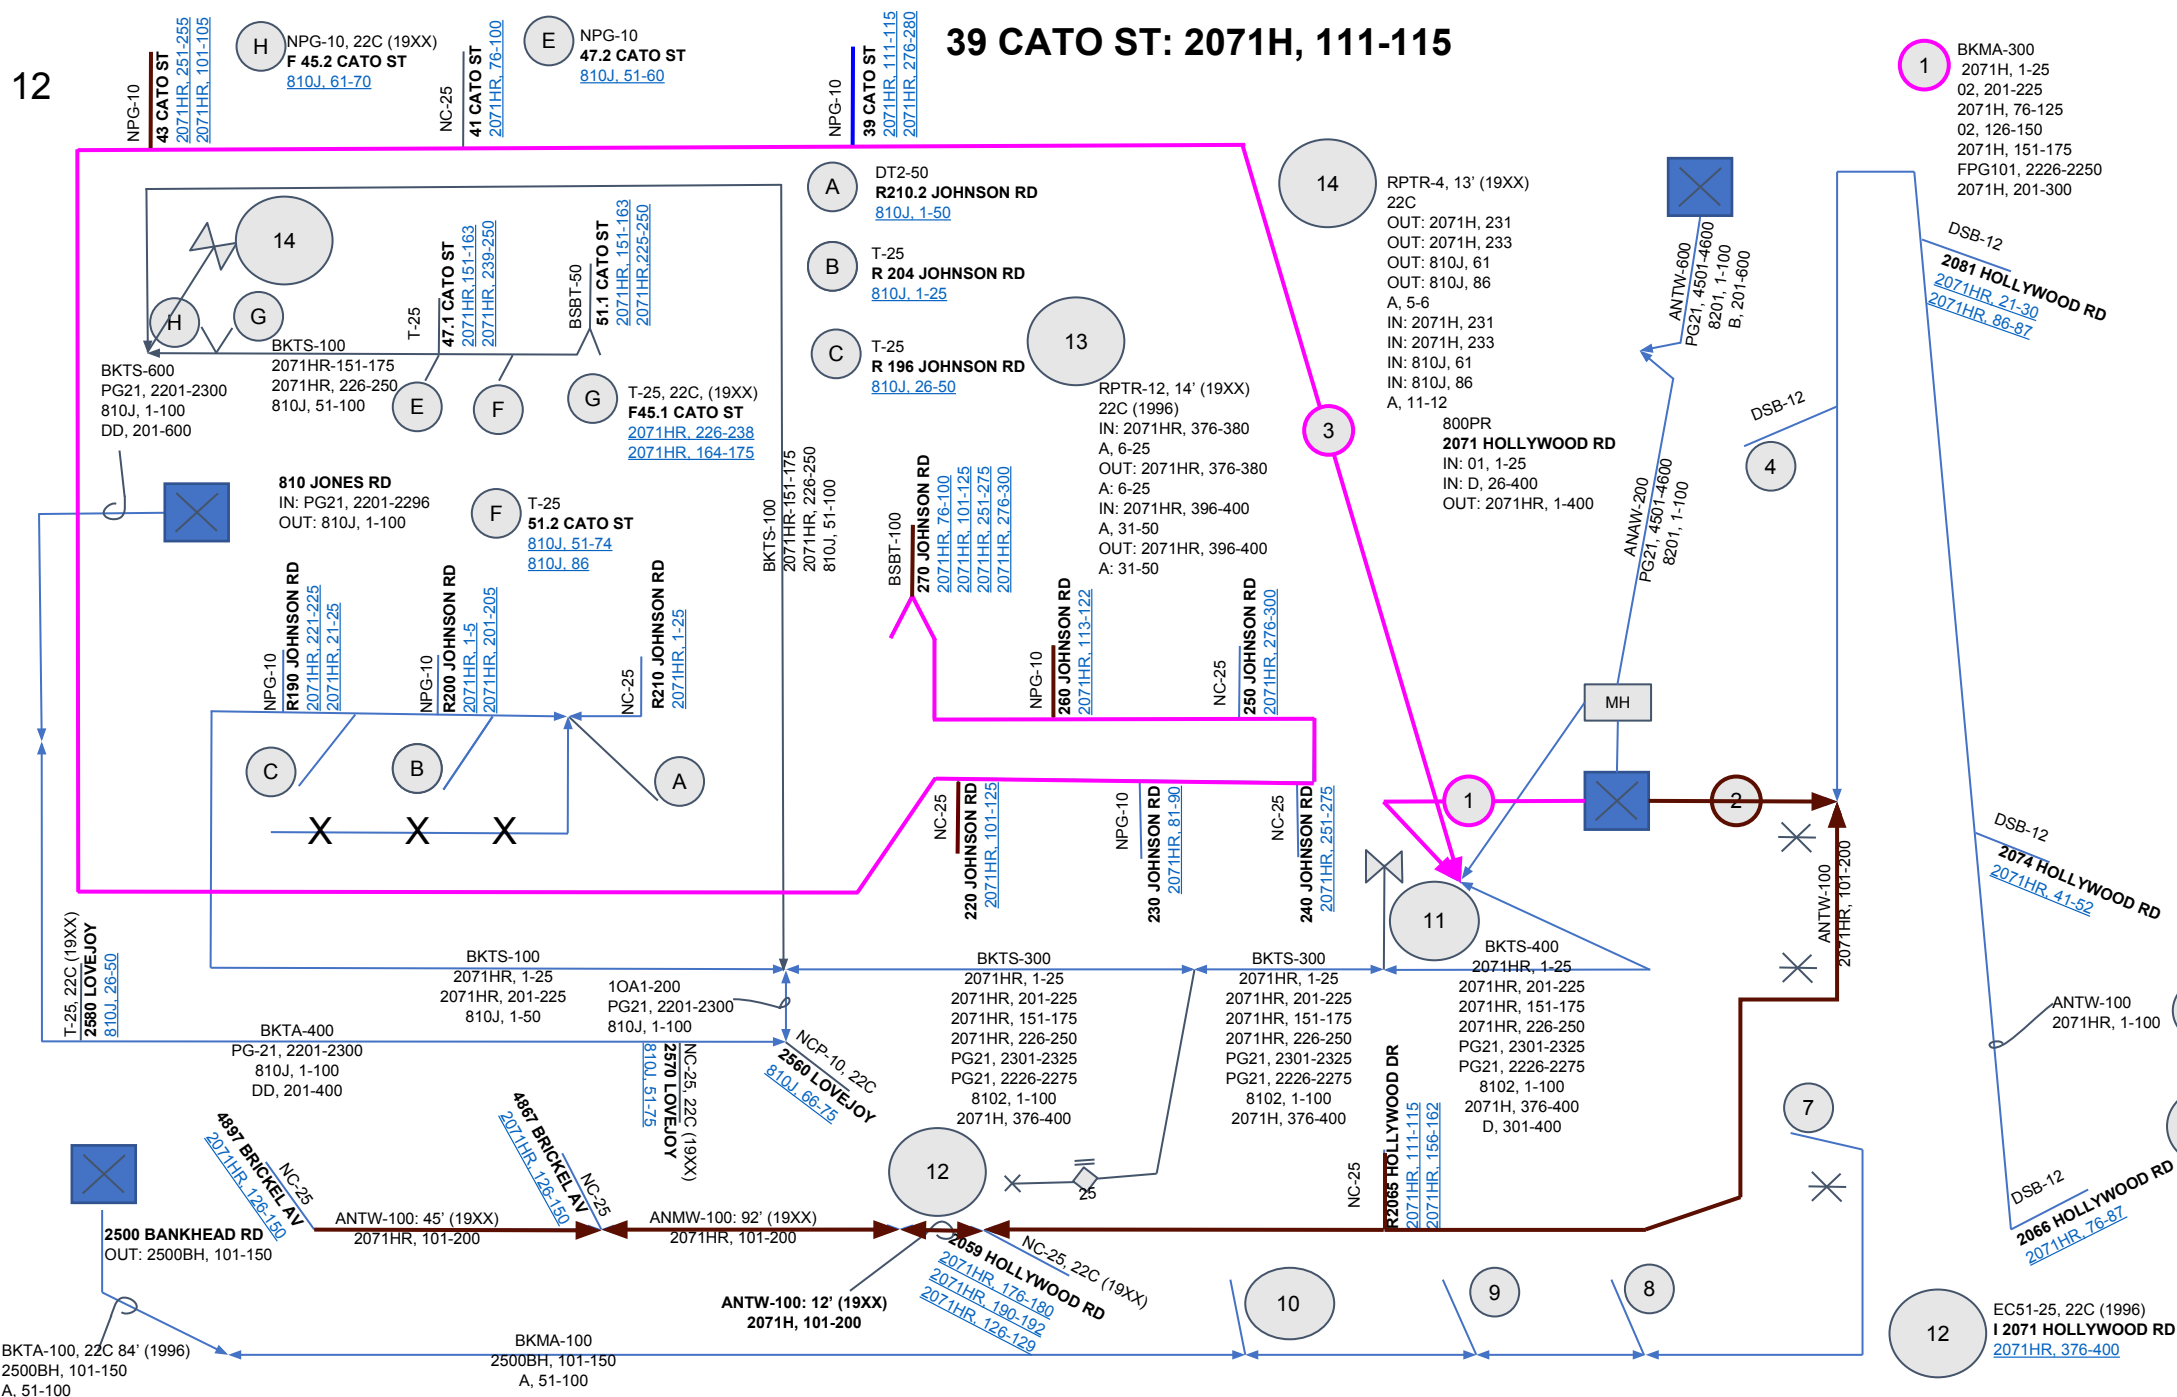 39 CATO ST: 2071H, 111-115
12
NPG-10
43 CATO ST
2071HR, 251-255
2071HR, 101-105
H
NPG-10, 22C (19XX)
F 45.2 CATO ST
810J, 61-70
NC-25
41 CATO ST
2071HR, 76-100
E
NPG-10
47.2 CATO ST
810J, 51-60
NPG-10
39 CATO ST
2071HR, 111-115
2071HR, 276-280
1
BKMA-300
2071H, 1-25
02, 201-225
2071H, 76-125
02, 126-150
2071H, 151-175
FPG101, 2226-2250
2071H, 201-300
A
DT2-50
R210.2 JOHNSON RD
810J, 1-50
B
T-25
R 204 JOHNSON RD
810J, 1-25
C
T-25
R 196 JOHNSON RD
810J, 26-50
14
RPTR-4, 13' (19XX)
22C
OUT: 2071H, 231
OUT: 2071H, 233
OUT: 810J, 61
OUT: 810J, 86
A, 5-6
IN: 2071H, 231
IN: 2071H, 233
IN: 810J, 61
IN: 810J, 86
A, 11-12
800PR
2071 HOLLYWOOD RD
IN: 01, 1-25
IN: D, 26-400
OUT: 2071HR, 1-400
ANTW-600
PG21, 4501-4600
8201, 1-100
B, 201-600
DSB-12
2081 HOLLYWOOD RD
2071HR, 21-30
2071HR, 86-87
14
H
G
T-25
47.1 CATO ST
2071HR,151-163
2071HR, 239-250
BSBT-50
51.1 CATO ST
2071HR, 151-163
2071HR,225-250
BKTS-600
PG21, 2201-2300
810J, 1-100
DD, 201-600
BKTS-100
2071HR-151-175
2071HR, 226-250
810J, 51-100
E
F
G
T-25, 22C, (19XX)
F45.1 CATO ST
2071HR, 226-238
2071HR, 164-175
13
RPTR-12, 14' (19XX)
22C (1996)
IN: 2071HR, 376-380
A, 6-25
OUT: 2071HR, 376-380
A: 6-25
IN: 2071HR, 396-400
A, 31-50
OUT: 2071HR, 396-400
A: 31-50
3
DSB-12
4
810 JONES RD
IN: PG21, 2201-2296
OUT: 810J, 1-100
F
T-25
51.2 CATO ST
810J, 51-74
810J, 86
BKTS-100
2071HR-151-175
2071HR, 226-250
810J, 51-100
BSBT-100
270 JOHNSON RD
2071HR, 76-100
2071HR, 101-125
2071HR, 251-275
2071HR, 276-300
ANAW-200
PG21, 4501-4600
8201, 1-100
NPG-10
R190 JOHNSON RD
2071HR, 221-225
2071HR, 21-25
NPG-10
R200 JOHNSON RD
2071HR, 1-5
2071HR, 201-205
NC-25
R210 JOHNSON RD
2071HR, 1-25
NPG-10
260 JOHNSON RD
2071HR, 113-122
NC-25
250 JOHNSON RD
2071HR, 276-300
MH
C
B
A
X
X
X
NC-25
220 JOHNSON RD
2071HR, 101-125
NPG-10
230 JOHNSON RD
2071HR, 81-90
NC-25
240 JOHNSON RD
2071HR, 251-275
1
2
11
ANTW-100
2071HR, 101-200
DSB-12
2074 HOLLYWOOD RD
2071HR, 41-52
T-25, 22C (19XX)
2580 LOVEJOY
810J, 26-50
BKTS-100
2071HR, 1-25
2071HR, 201-225
810J, 1-50
1OA1-200
PG21, 2201-2300
810J, 1-100
BKTS-300
2071HR, 1-25
2071HR, 201-225
2071HR, 151-175
2071HR, 226-250
PG21, 2301-2325
PG21, 2226-2275
8102, 1-100
2071H, 376-400
BKTS-300
2071HR, 1-25
2071HR, 201-225
2071HR, 151-175
2071HR, 226-250
PG21, 2301-2325
PG21, 2226-2275
8102, 1-100
2071H, 376-400
BKTS-400
2071HR, 1-25
2071HR, 201-225
2071HR, 151-175
2071HR, 226-250
PG21, 2301-2325
PG21, 2226-2275
8102, 1-100
2071H, 376-400
D, 301-400
ANTW-100
2071HR, 1-100
BKTA-400
PG-21, 2201-2300
810J, 1-100
DD, 201-400
NC-25, 22C (19XX)
2570 LOVEJOY
810J, 51-75
NCP-10, 22C
2560 LOVEJOY
810J, 66-75
NC-25
R2065 HOLLYWOOD DR
2071HR, 111-115
2071HR, 156-162
7
NC-25
4897 BRICKEL AV
2071HR, 126-150
NC-25
4867 BRICKEL AV
2071HR, 126-150
12
25
DSB-12
2066 HOLLYWOOD RD
2071HR, 76-87
2500 BANKHEAD RD
OUT: 2500BH, 101-150
ANTW-100: 45' (19XX)
2071HR, 101-200
ANMW-100: 92' (19XX)
2071HR, 101-200
NC-25, 22C (19XX)
2059 HOLLYWOOD RD
2071HR, 176-180
2071HR, 190-192
2071HR, 126-129
ANTW-100: 12' (19XX)
2071H, 101-200
10
9
8
12
EC51-25, 22C (1996)
I 2071 HOLLYWOOD RD
2071HR, 376-400
BKTA-100, 22C 84' (1996)
2500BH, 101-150
A, 51-100
BKMA-100
2500BH, 101-150
A, 51-100